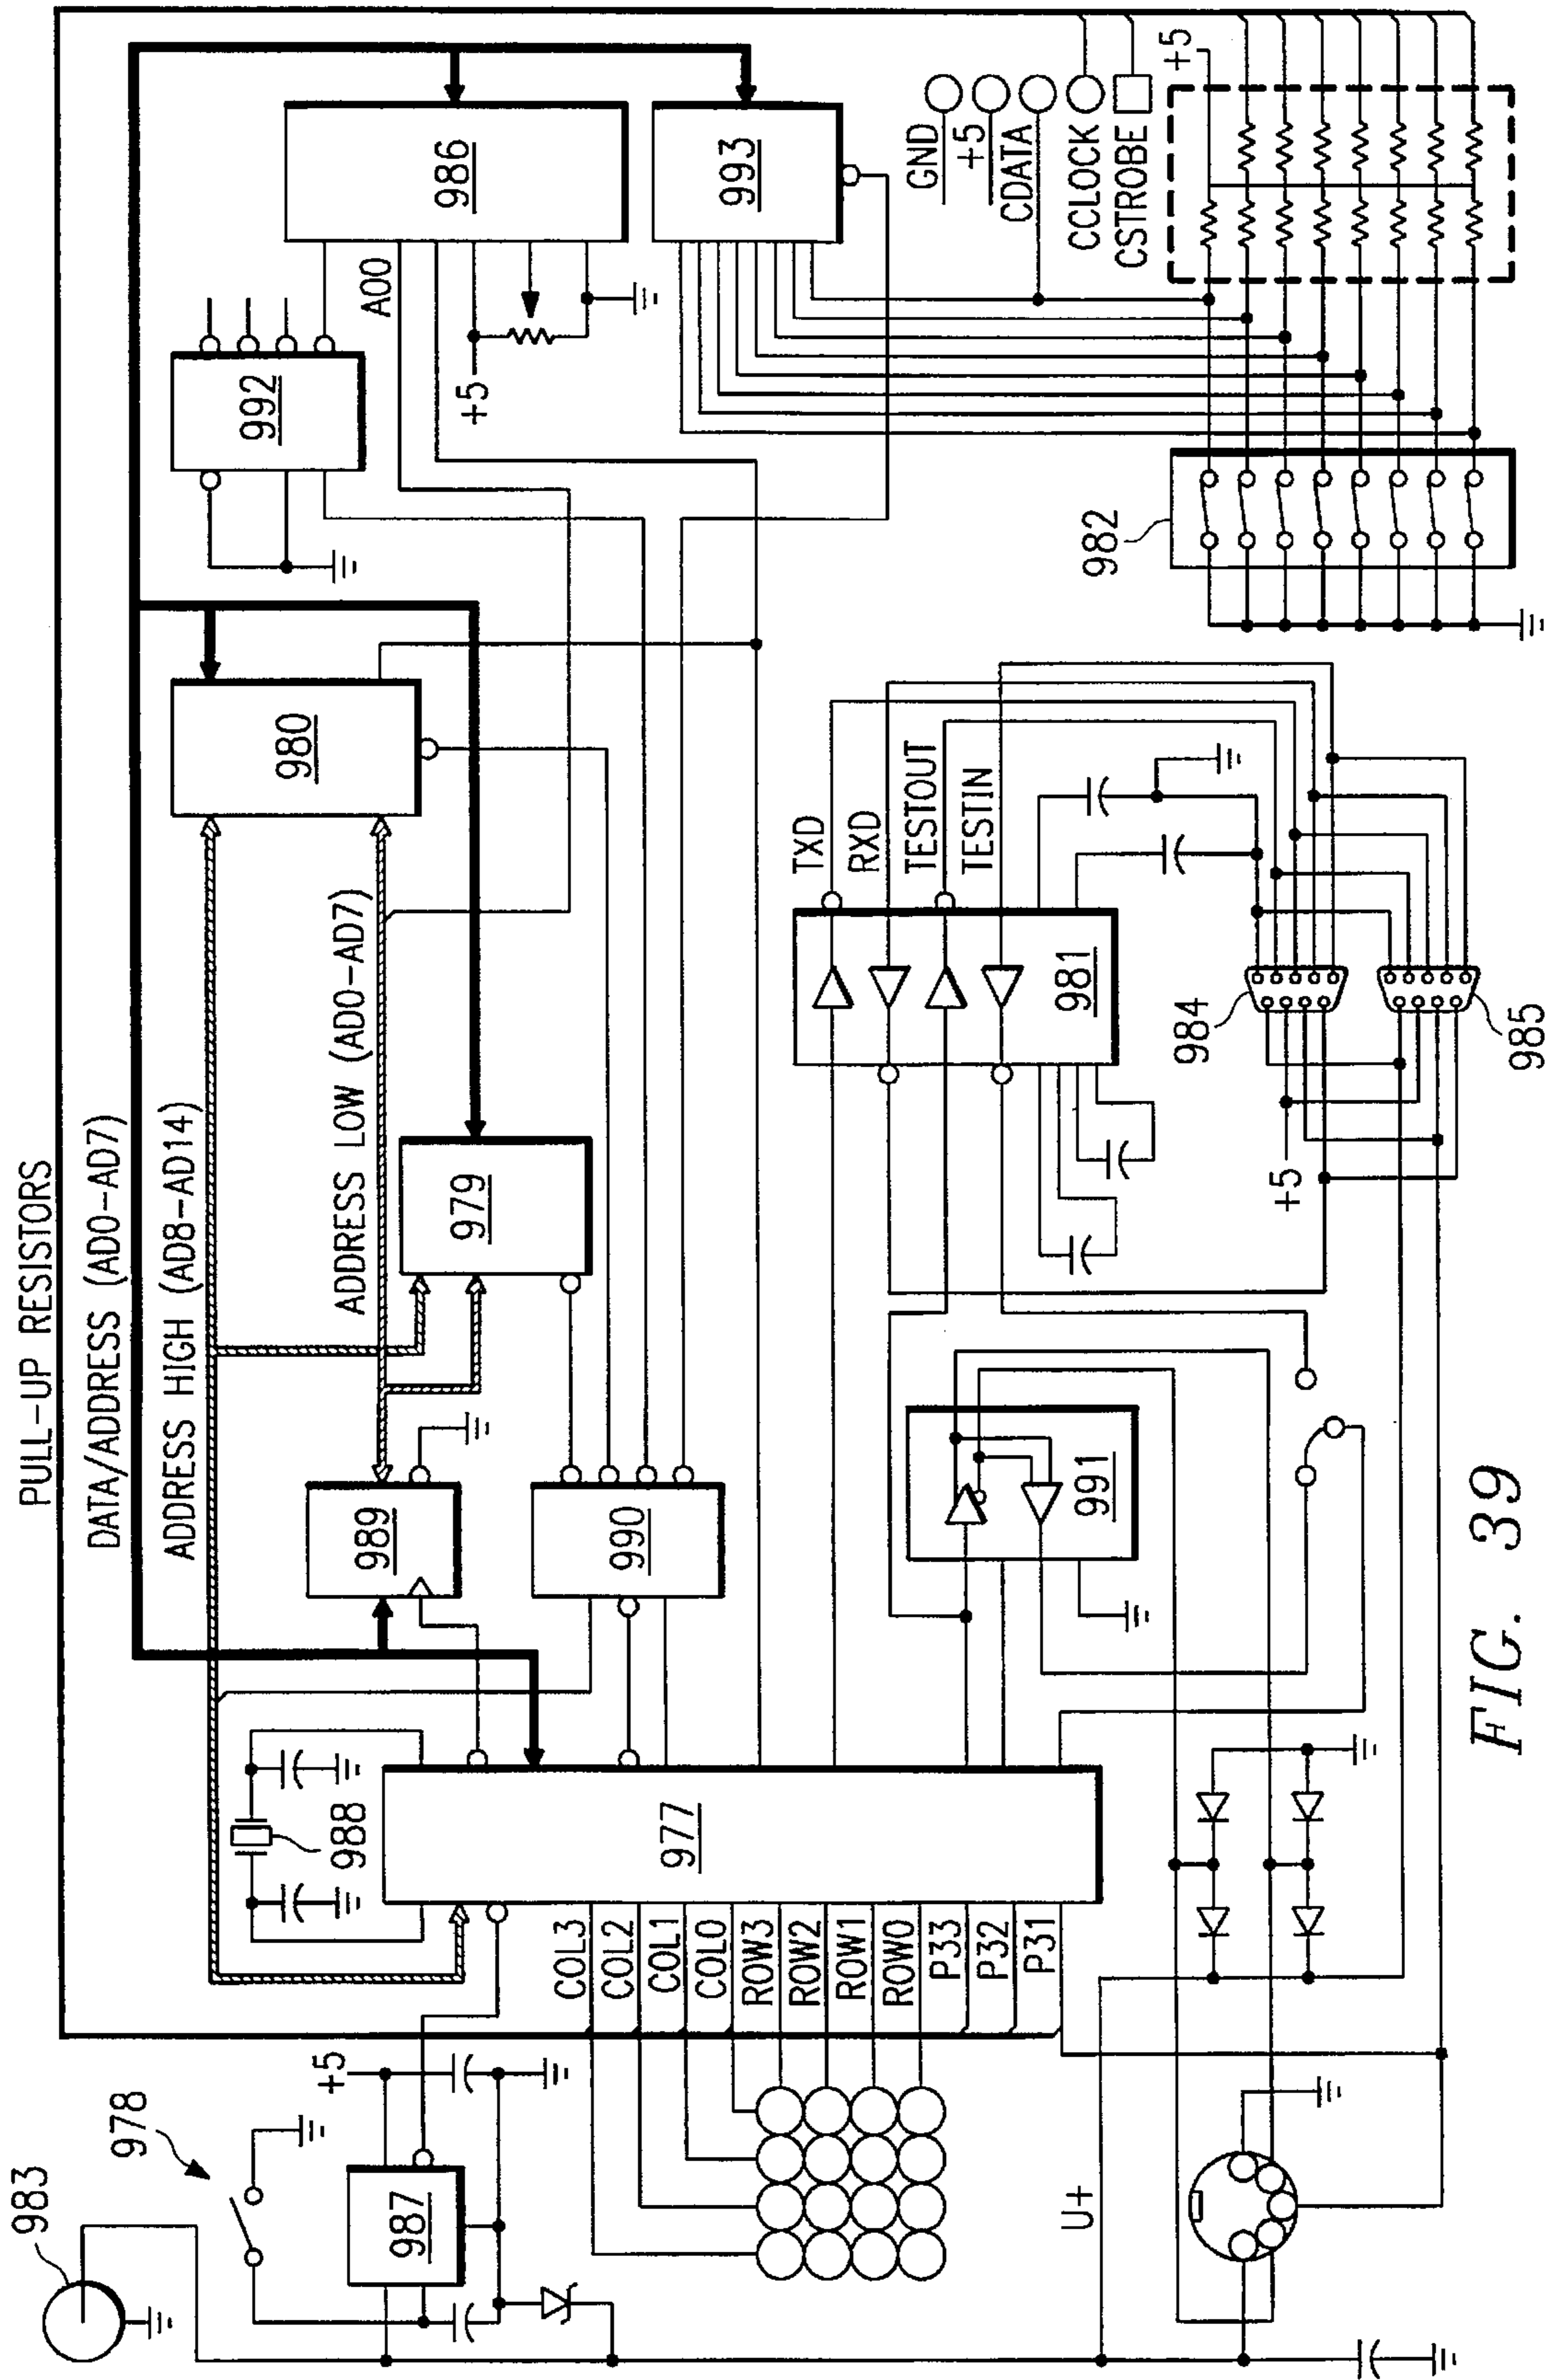 PULL-UP RESISTORS
DATA/ADDRESS (AD0-AD7)
ADDRESS HIGH (AD8-AD14)
ADDRESS LOW (AD0-AD7)
983
978
+5
987
988
977
COL3
COL2
COL1
COL0
ROW3
ROW2
ROW1
ROW0
P33
P32
P31
U+
989
990
979
980
992
A00
+5
986
993
GND
+5
CDATA
CCLOCK
CSTROBE
+5
982
991
981
TXD
RXD
TESTOUT
TESTIN
984
985
+5
FIG. 39